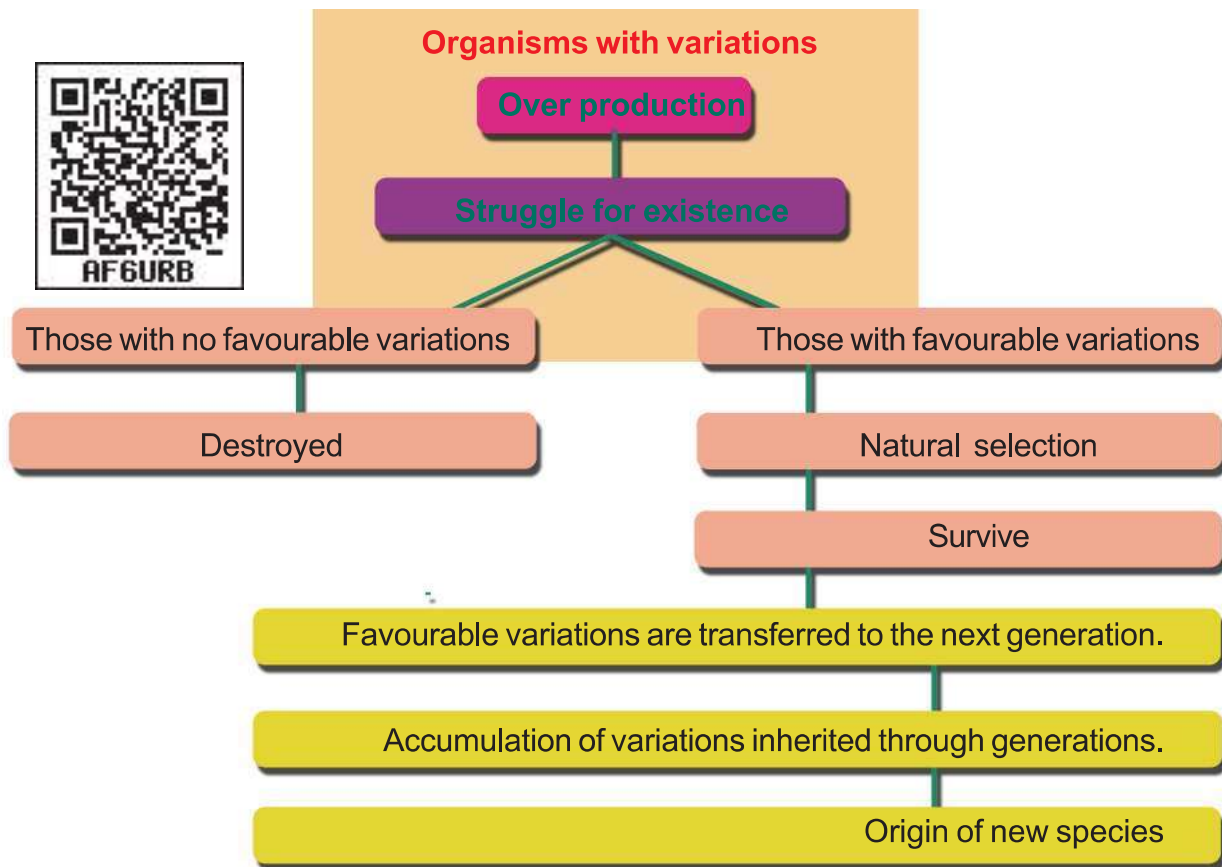 Organisms with variations
Over production
Struggle for existence
AF6URB
Those with no favourable variations
Those with favourable variations
Destroyed
Natural selection
Survive
Favourable variations are transferred to the next generation.
Accumulation of variations inherited through generations.
Origin of new species